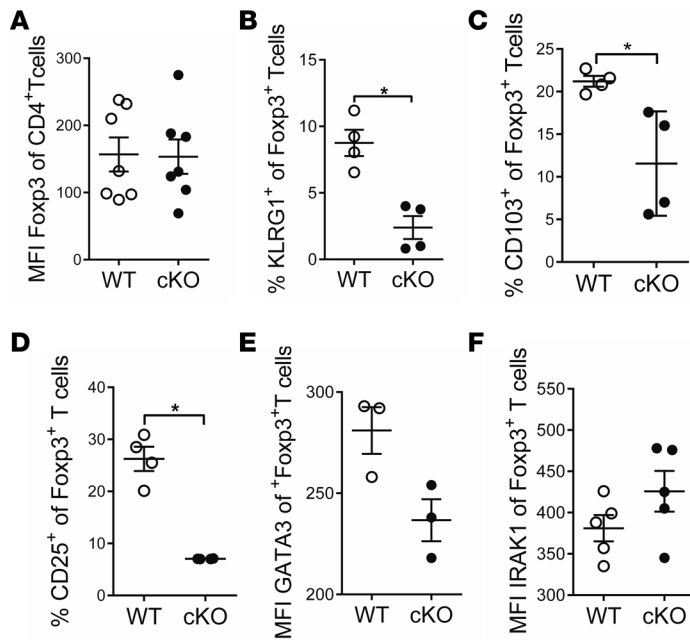 A
MFI Foxp3 of CD4⁺Tcells
300
200
100
0
WT
cKO
B
% KLRG1⁺ of Foxp3⁺ Tcells
15
10
5
0
*
WT
cKO
C
% CD103⁺ of Foxp3⁺ Tcells
25
20
15
10
5
0
*
WT
cKO
D
% CD25⁺ of Foxp3⁺ T cells
40
30
20
10
0
*
WT
cKO
E
MFI GATA3 of ⁺Foxp3⁺T cells
300
250
200
WT
cKO
F
MFI IRAK1 of Foxp3⁺ T cells
550
500
450
400
350
300
WT
cKO